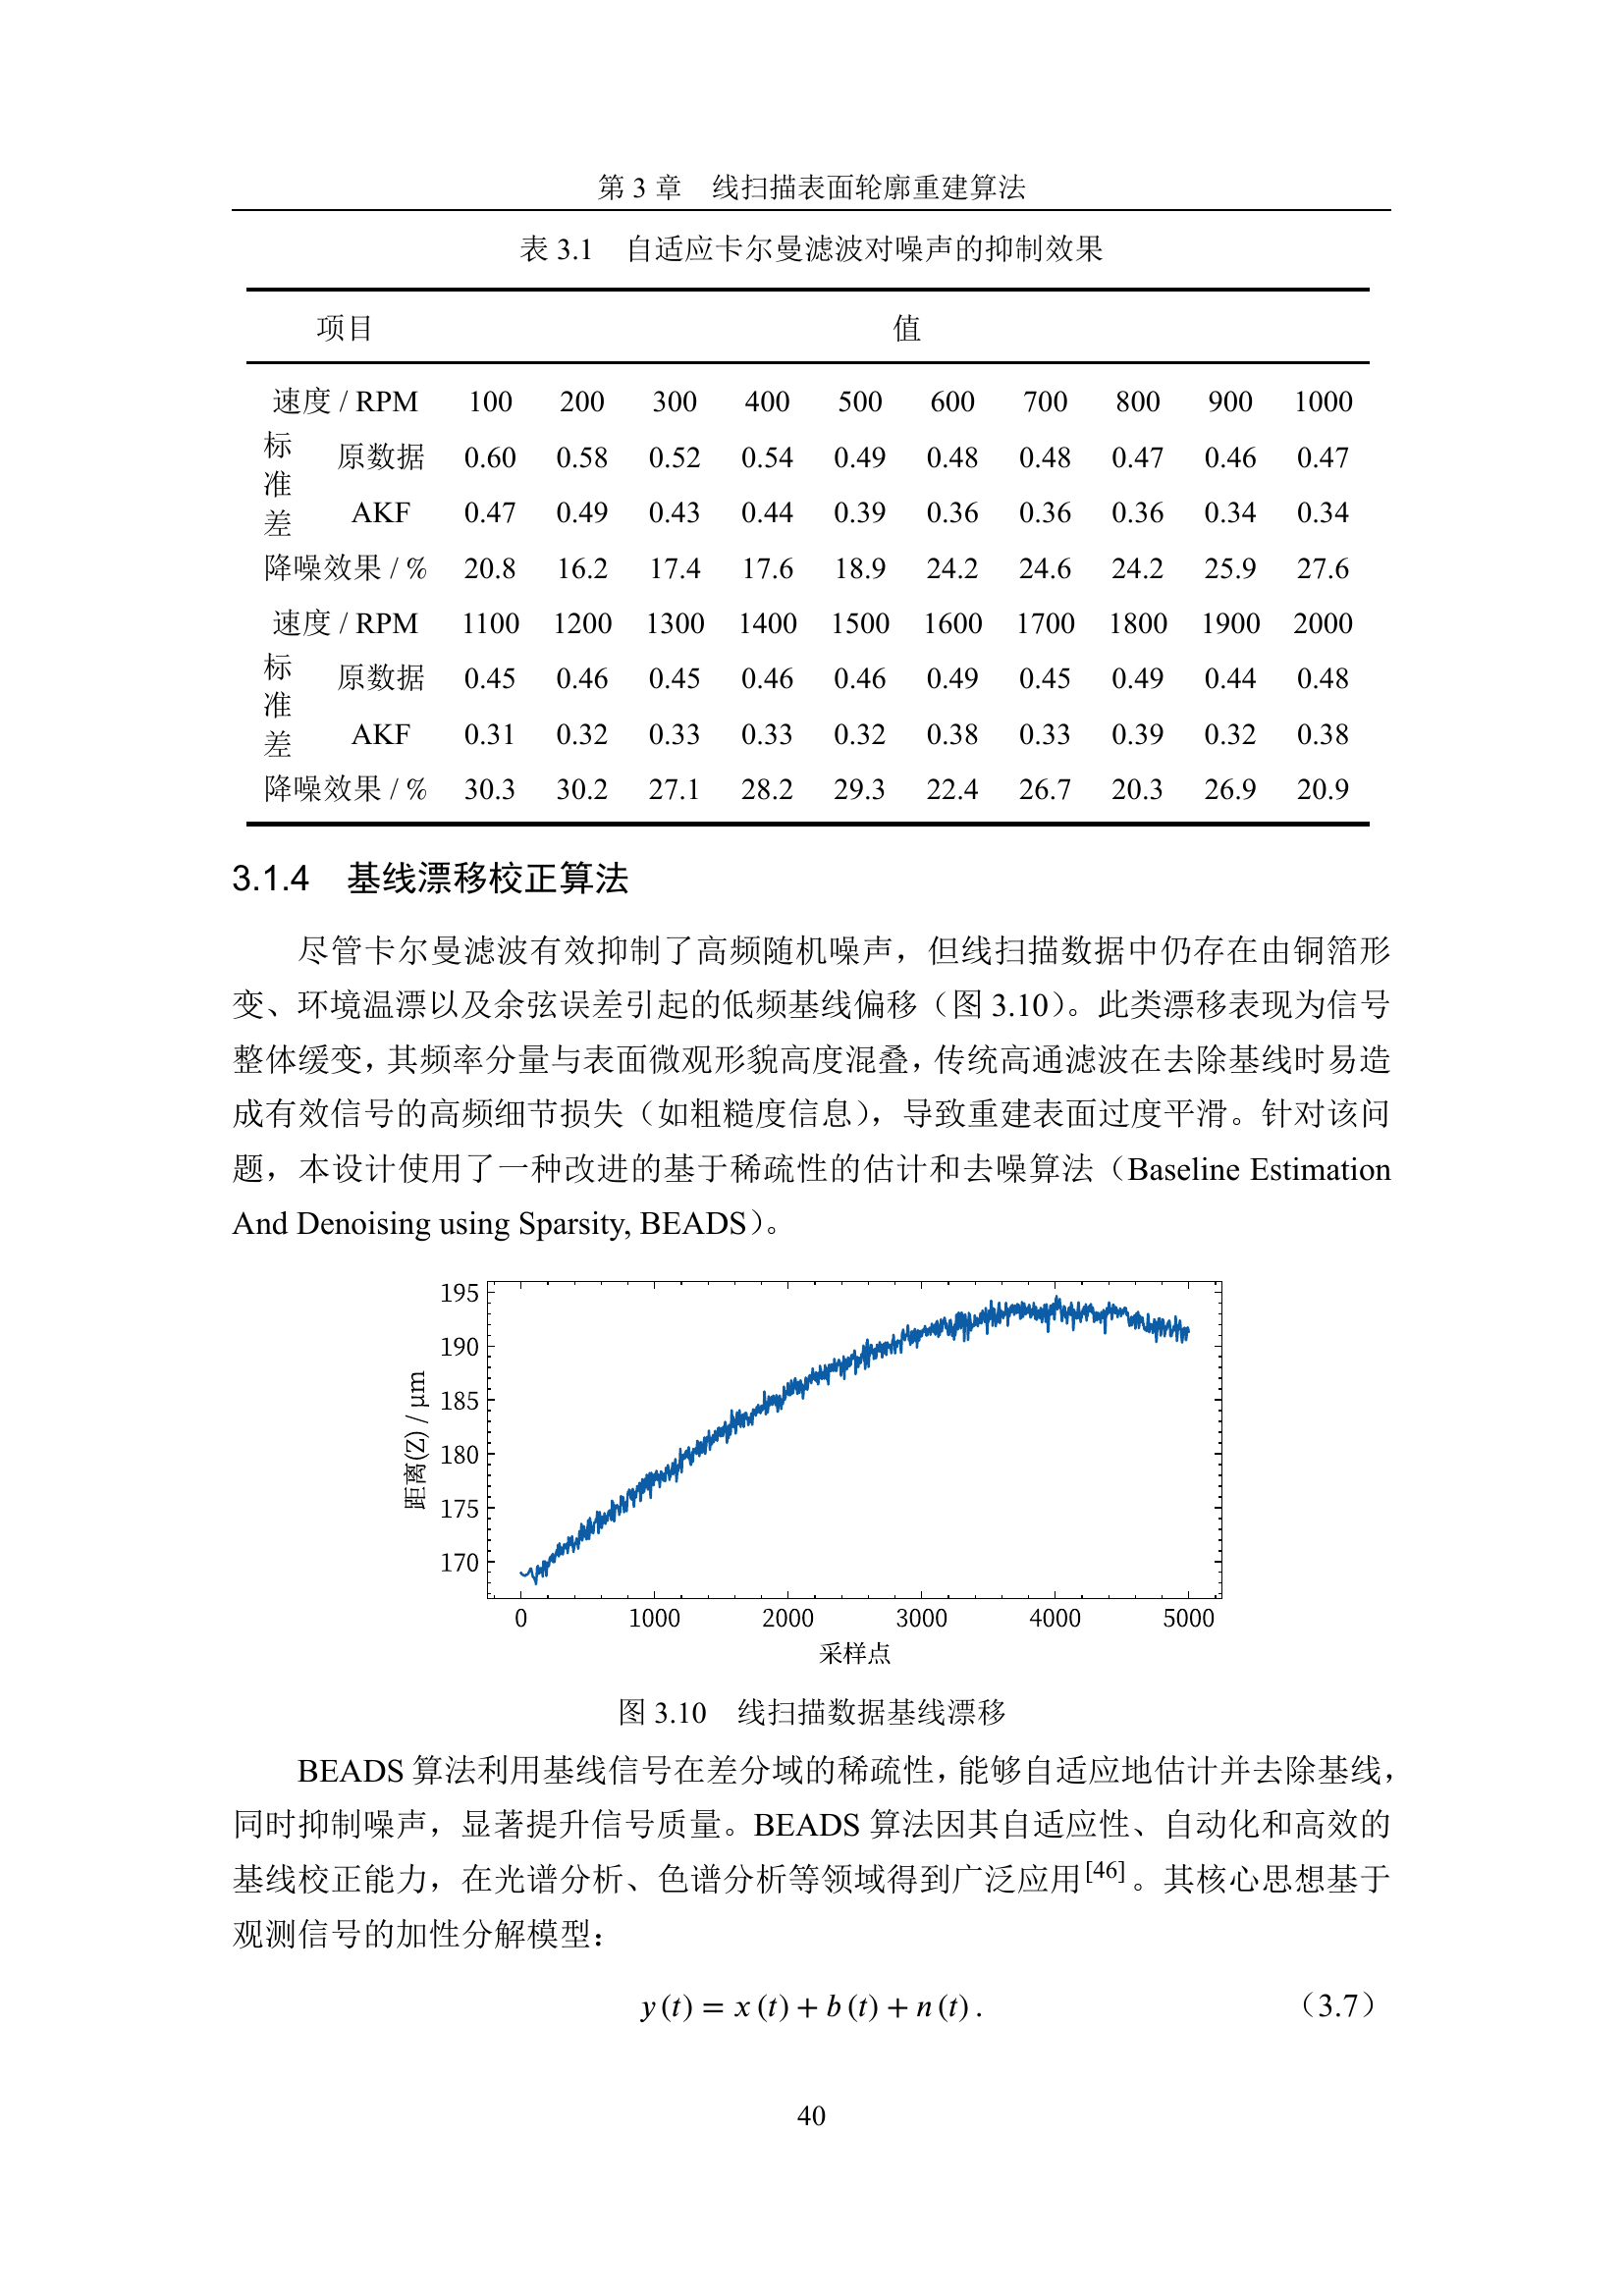 第 3 章　线扫描表面轮廓重建算法
表 3.1　自适应卡尔曼滤波对噪声的抑制效果
项目 值
速度 / RPM 100 200 300 400 500 600 700 800 900 1000
标准差 原数据 0.60 0.58 0.52 0.54 0.49 0.48 0.48 0.47 0.46 0.47
AKF 0.47 0.49 0.43 0.44 0.39 0.36 0.36 0.36 0.34 0.34
降噪效果 / % 20.8 16.2 17.4 17.6 18.9 24.2 24.6 24.2 25.9 27.6
速度 / RPM 1100 1200 1300 1400 1500 1600 1700 1800 1900 2000
标准差 原数据 0.45 0.46 0.45 0.46 0.46 0.49 0.45 0.49 0.44 0.48
AKF 0.31 0.32 0.33 0.33 0.32 0.38 0.33 0.39 0.32 0.38
降噪效果 / % 30.3 30.2 27.1 28.2 29.3 22.4 26.7 20.3 26.9 20.9
3.1.4　基线漂移校正算法
尽管卡尔曼滤波有效抑制了高频随机噪声，但线扫描数据中仍存在由铜箔形
变、环境温漂以及余弦误差引起的低频基线偏移（图 3.10）。此类漂移表现为信号
整体缓变，其频率分量与表面微观形貌高度混叠，传统高通滤波在去除基线时易造
成有效信号的高频细节损失（如粗糙度信息），导致重建表面过度平滑。针对该问
题，本设计使用了一种改进的基于稀疏性的估计和去噪算法（Baseline Estimation
And Denoising using Sparsity, BEADS）。
195
190
185
180
175
170
距离(Z) / μm
0 1000 2000 3000 4000 5000
采样点
图 3.10　线扫描数据基线漂移
BEADS 算法利用基线信号在差分域的稀疏性，能够自适应地估计并去除基线，
同时抑制噪声，显著提升信号质量。BEADS 算法因其自适应性、自动化和高效的
基线校正能力，在光谱分析、色谱分析等领域得到广泛应用[46]。其核心思想基于
观测信号的加性分解模型：
y (t) = x (t) + b (t) + n (t) . （3.7）
40